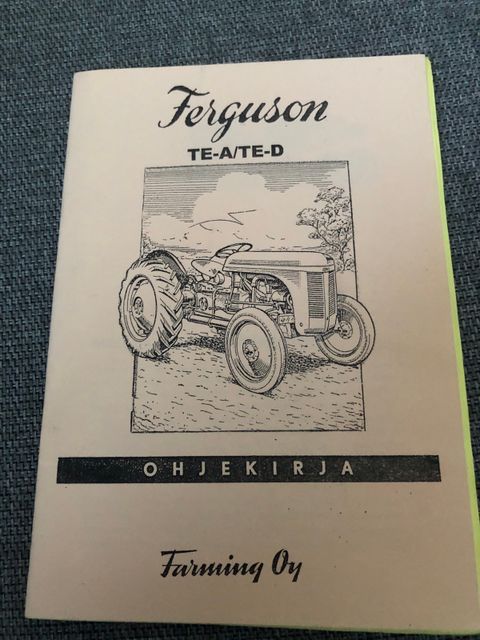 Ferguson
TE-A/TE-D
OHJEKIRJA
Farming Oy